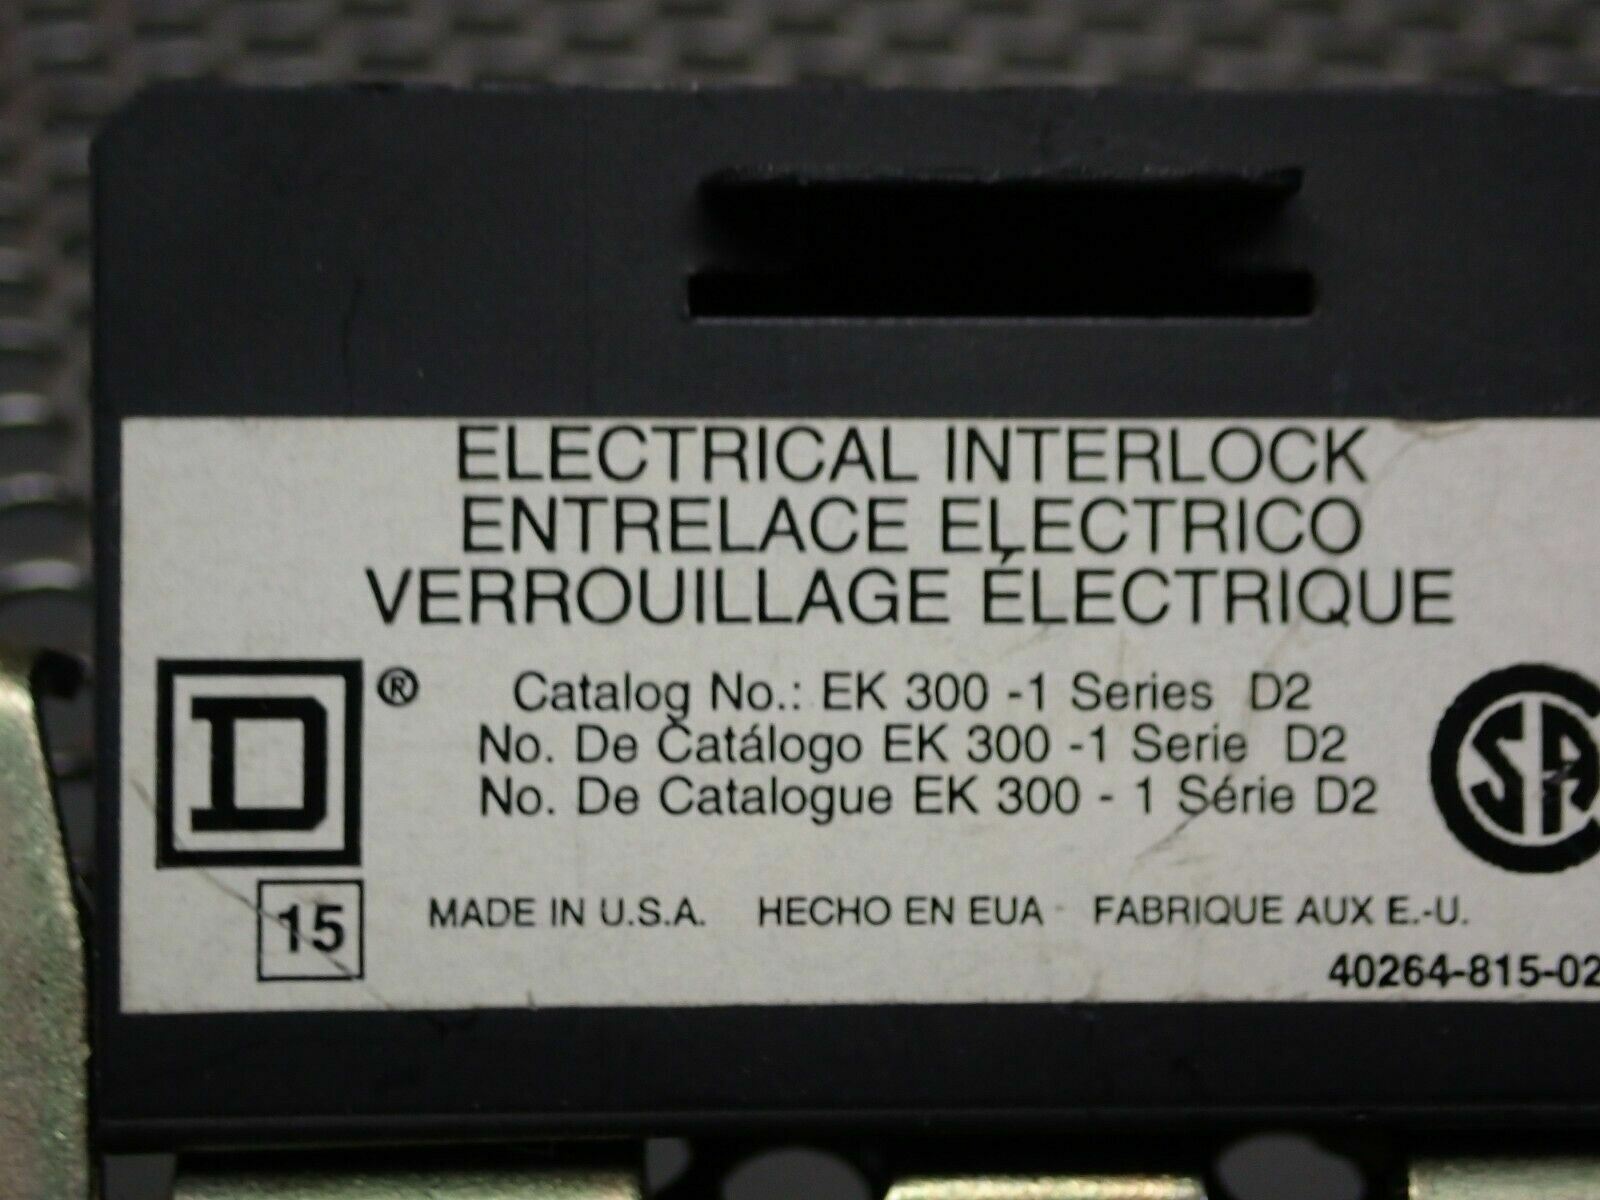 ELECTRICAL INTERLOCK
ENTRELACE ELECTRICO
VERROUILLAGE ÉLECTRIQUE
D ®
Catalog No.: EK 300 -1 Series D2
No. De Catálogo EK 300 -1 Serie D2
No. De Catalogue EK 300 - 1 Série D2
SA
15
MADE IN U.S.A. HECHO EN EUA FABRIQUE AUX E.-U.
40264-815-02